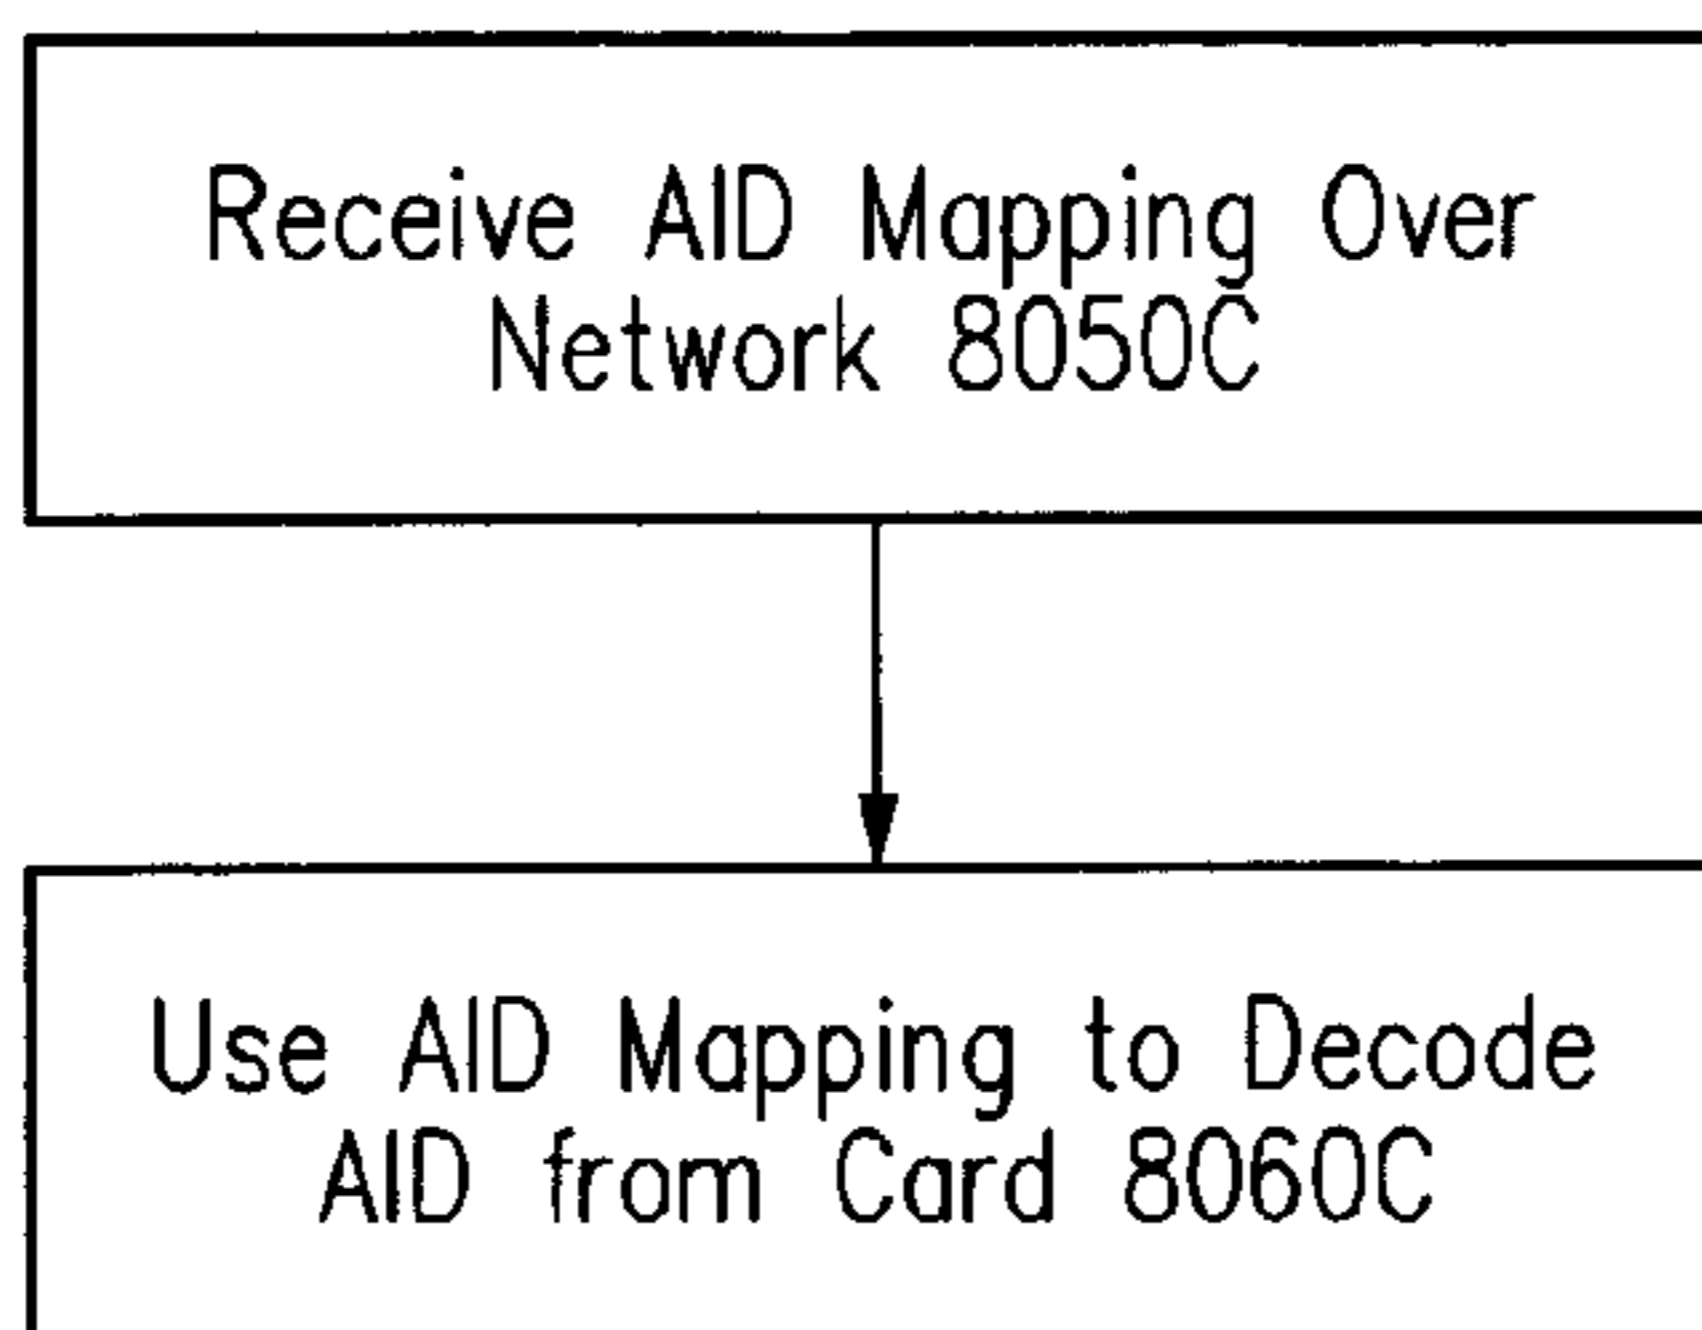 Receive AID Mapping Over
Network 8050C
Use AID Mapping to Decode
AID from Card 8060C